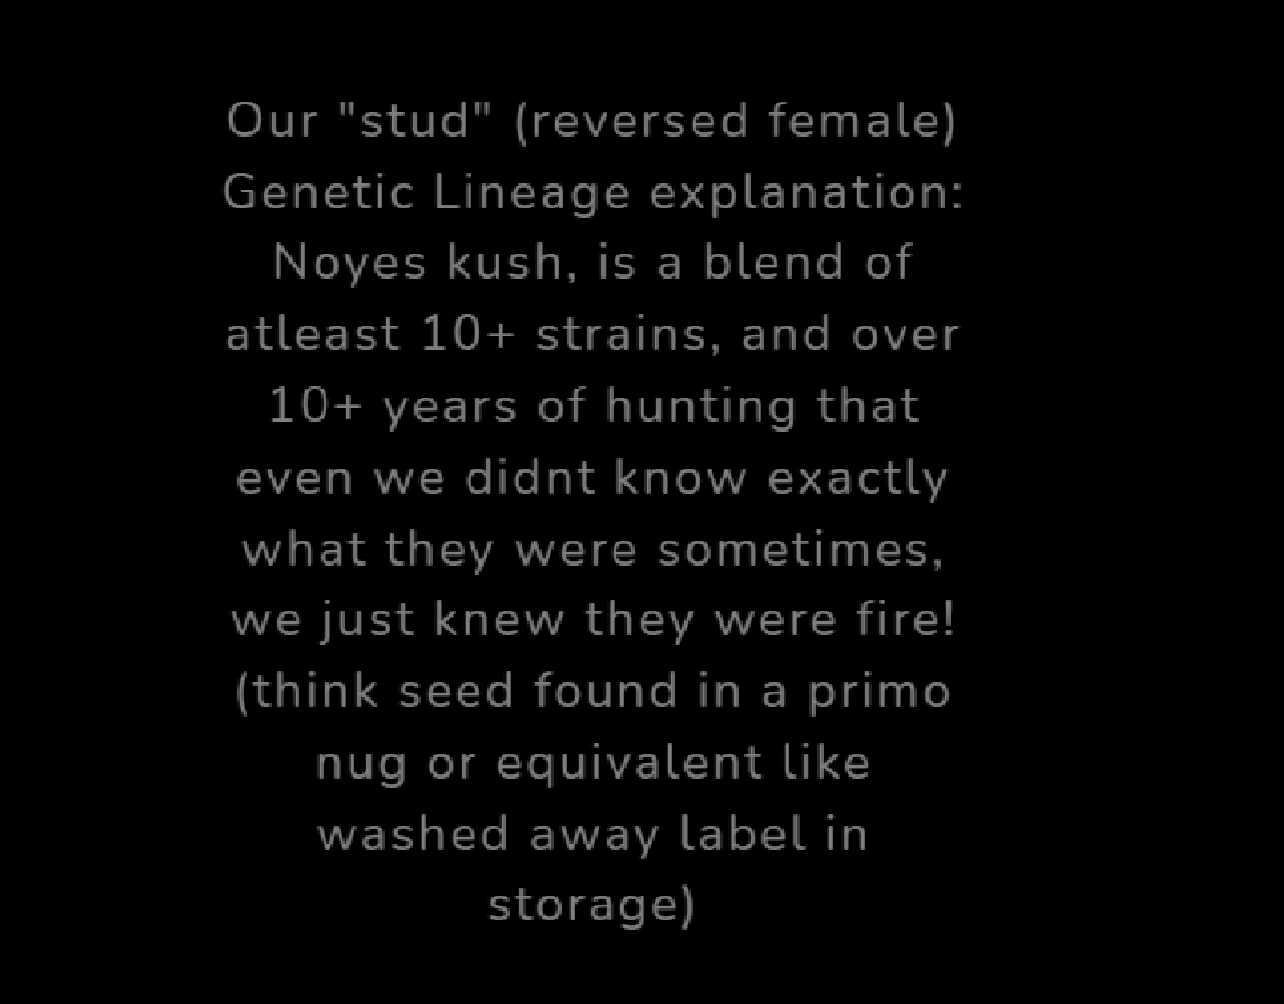 Our "stud" (reversed female)
Genetic Lineage explanation:
Noyes kush, is a blend of
atleast 10+ strains, and over
10+ years of hunting that
even we didnt know exactly
what they were sometimes,
we just knew they were fire!
(think seed found in a primo
nug or equivalent like
washed away label in
storage)